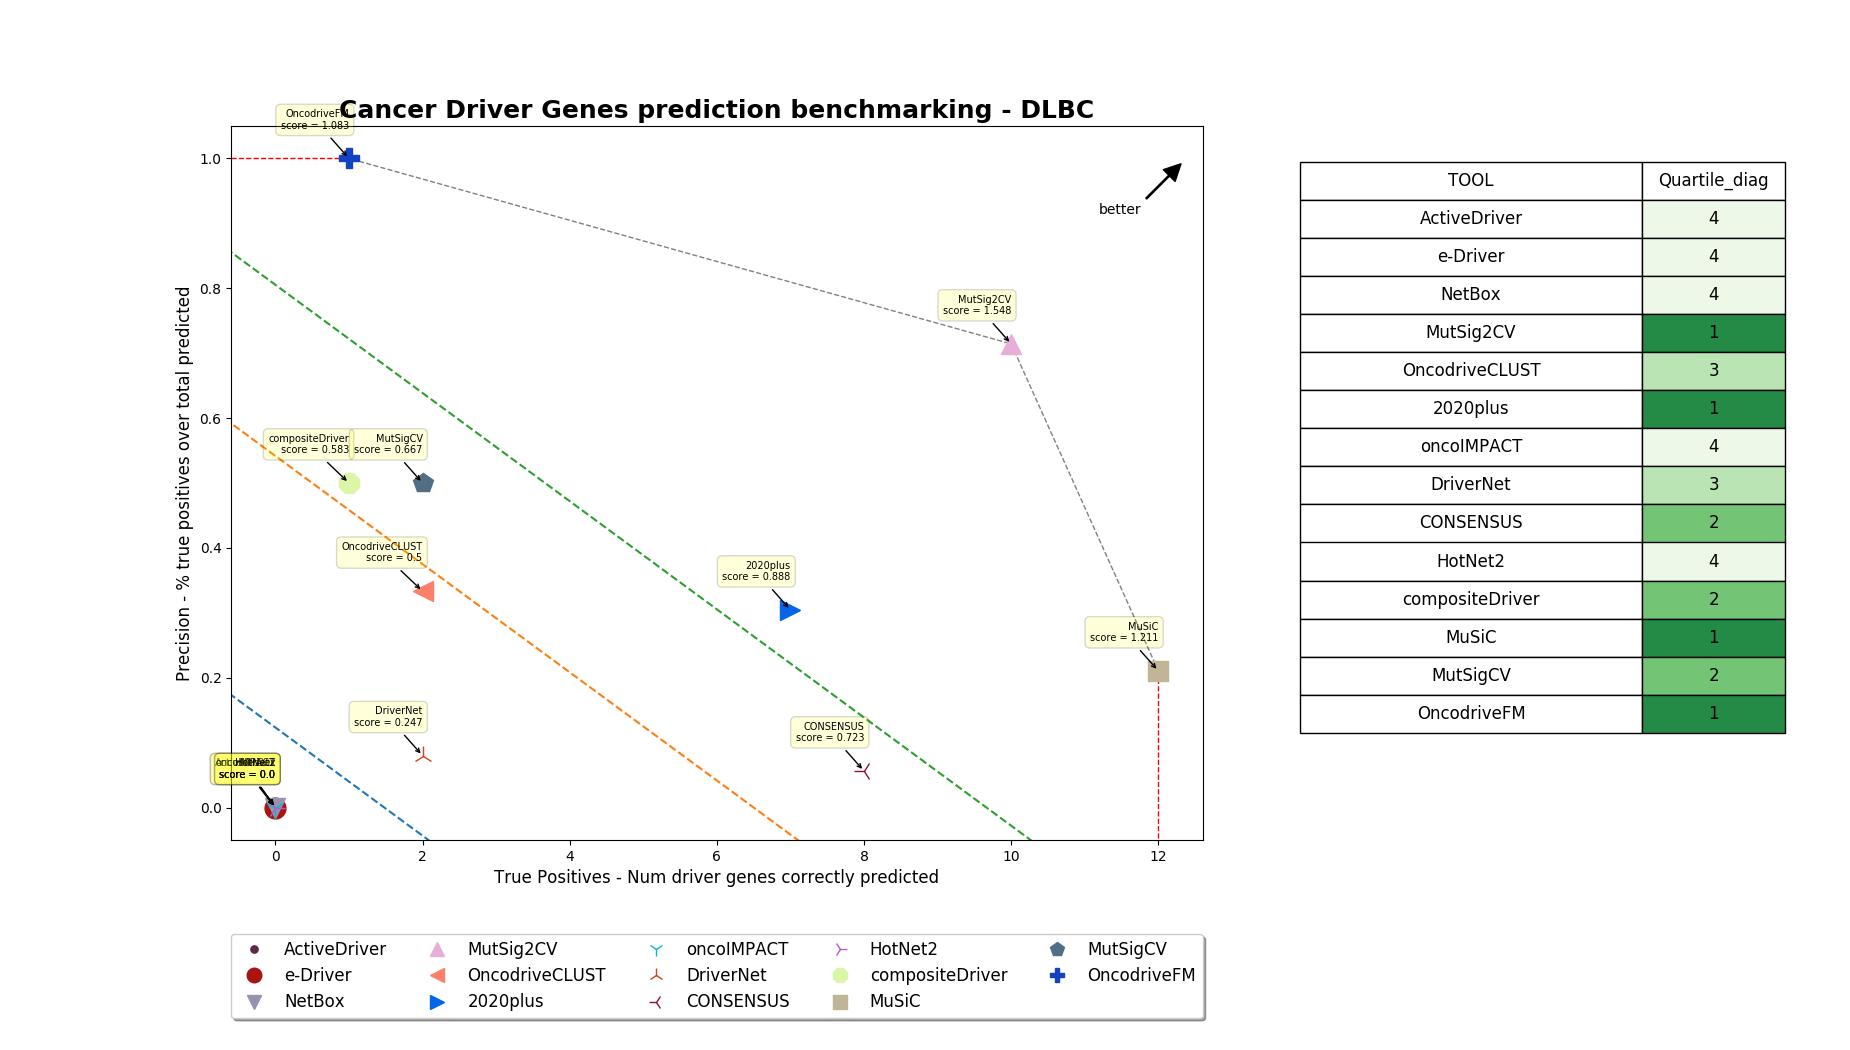 Cancer Driver Genes prediction benchmarking - DLBC
OncodriveFM
score = 1.083
better
MutSig2CV
score = 1.548
compositeDriver
score = 0.583
MutSigCV
score = 0.667
OncodriveCLUST
score = 0.5
2020plus
score = 0.888
MuSiC
score = 1.211
DriverNet
score = 0.247
CONSENSUS
score = 0.723
score = 0.0
Precision - % true positives over total predicted
1.0
0.8
0.6
0.4
0.2
0.0
0 2 4 6 8 10 12
True Positives - Num driver genes correctly predicted
ActiveDriver MutSig2CV oncoIMPACT HotNet2 MutSigCV
e-Driver OncodriveCLUST DriverNet compositeDriver OncodriveFM
NetBox 2020plus CONSENSUS MuSiC
TOOL Quartile_diag
ActiveDriver 4
e-Driver 4
NetBox 4
MutSig2CV 1
OncodriveCLUST 3
2020plus 1
oncoIMPACT 4
DriverNet 3
CONSENSUS 2
HotNet2 4
compositeDriver 2
MuSiC 1
MutSigCV 2
OncodriveFM 1